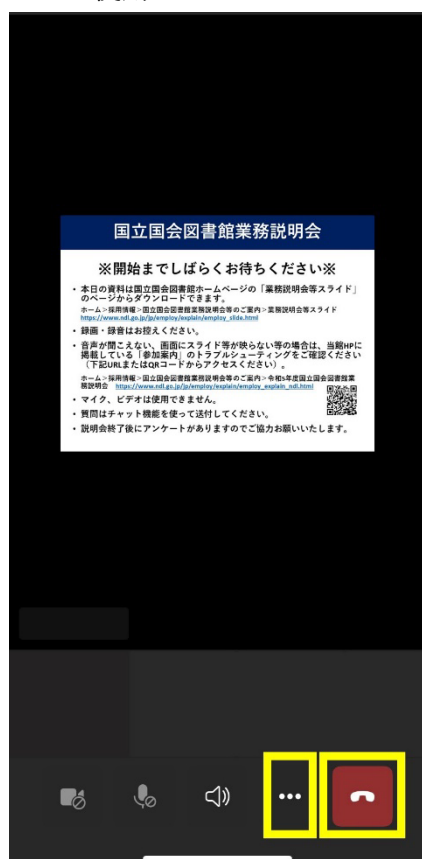 国立国会図書館業務説明会
※開始までしばらくお待ちください※
・本日の資料は国立国会図書館ホームページの「業務説明会等スライド」
のページからダウンロードできます。
ホーム>採用情報>国立国会図書館業務説明会等のご案内>業務説明会等スライド
https://www.ndl.go.jp/jp/employ/explain/employ_slide.html
・録画・録音はお控えください。
・音声が聞こえない、画面にスライド等が映らない等の場合は、当館HPに
掲載している「参加案内」のトラブルシューティングをご確認ください
（下記URLまたはQRコードからアクセスください）。
ホーム>採用情報>国立国会図書館業務説明会等のご案内>令和5年度国立国会図書館業
務説明会 https://www.ndl.go.jp/jp/employ/explain/employ_explain_ndl.html
・マイク、ビデオは使用できません。
・質問はチャット機能を使って送付してください。
・説明会終了後にアンケートがありますのでご協力お願いいたします。